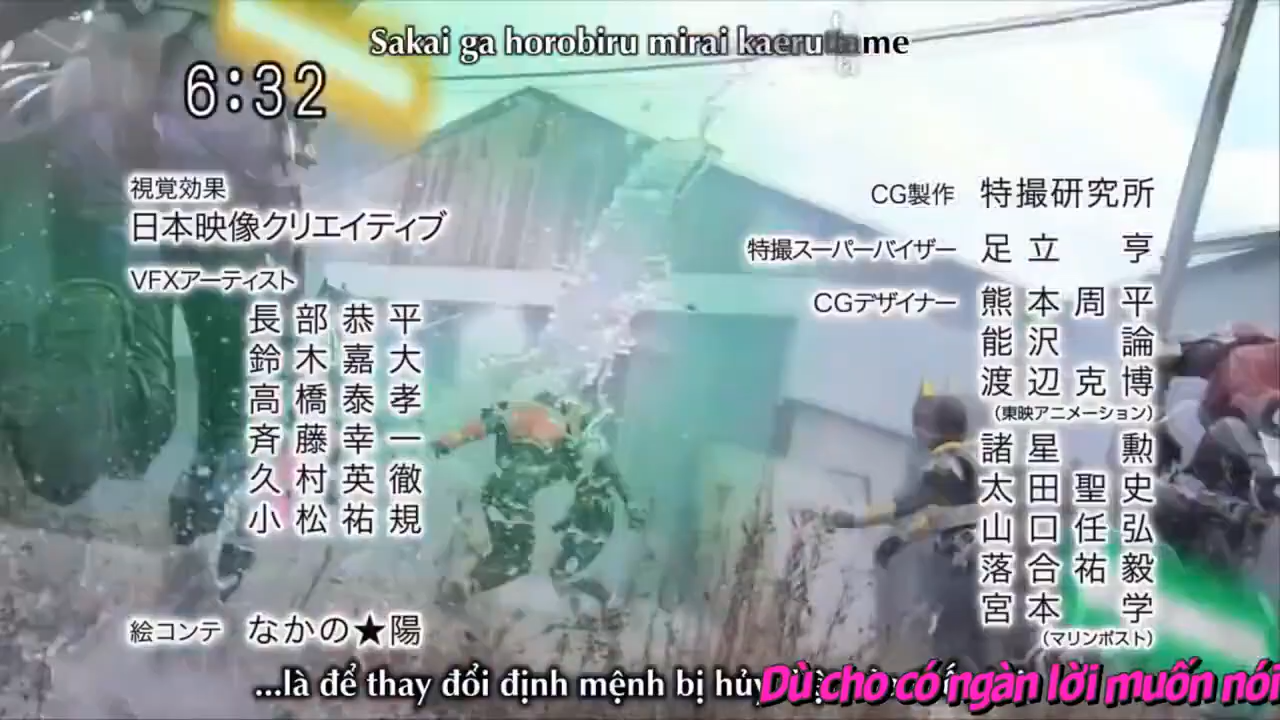 Sakai ga horobiru mirai kaeru tame
6:32
視覚効果
日本映像クリエイティブ
VFXアーティスト
長部恭平
鈴木嘉大
高橋泰孝
斉藤幸一
久村英徹
小松祐規
絵コンテ なかの★陽
CG製作 特撮研究所
特撮スーパーバイザー 足立 亨
CGデザイナー 熊本周平
能沢 論
渡辺克博
(東映アニメーション)
諸星 勲
太田聖史
山口任弘
落合祐毅
宮本 学
(マリンポスト)
...là để thay đổi định mệnh bị hủy
Dù cho có ngàn lời muốn nói